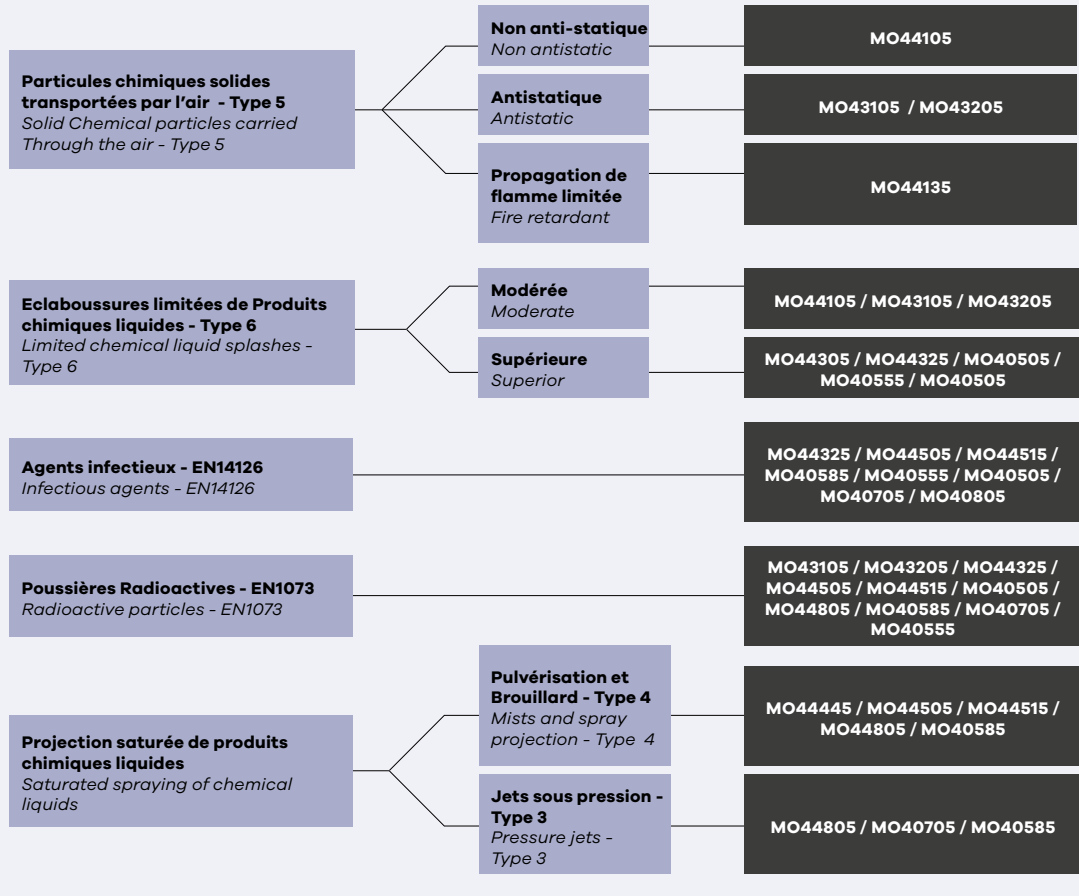 Particules chimiques solides
transportées par l'air - Type 5
Solid Chemical particles carried
Through the air - Type 5
Non anti-statique
Non antistatic
MO44105
Antistatique
Antistatic
MO43105 / MO43205
Propagation de
flamme limitée
Fire retardant
MO44135
Eclaboussures limitées de Produits
chimiques liquides - Type 6
Limited chemical liquid splashes -
Type 6
Modérée
Moderate
MO44105 / MO43105 / MO43205
Supérieure
Superior
MO44305 / MO44325 / MO40505 /
MO40555 / MO40505
Agents infectieux - EN14126
Infectious agents - EN14126
MO44325 / MO44505 / MO44515 /
MO40585 / MO40555 / MO40505 /
MO40705 / MO40805
Poussières Radioactives - EN1073
Radioactive particles - EN1073
MO43105 / MO43205 / MO44325 /
MO44505 / MO44515 / MO40505 /
MO44805 / MO40585 / MO40705 /
MO40555
Projection saturée de produits
chimiques liquides
Saturated spraying of chemical
liquids
Pulvérisation et
Brouillard - Type 4
Mists and spray
projection - Type 4
MO44445 / MO44505 / MO44515 /
MO44805 / MO40585
Jets sous pression -
Type 3
Pressure jets -
Type 3
MO44805 / MO40705 / MO40585